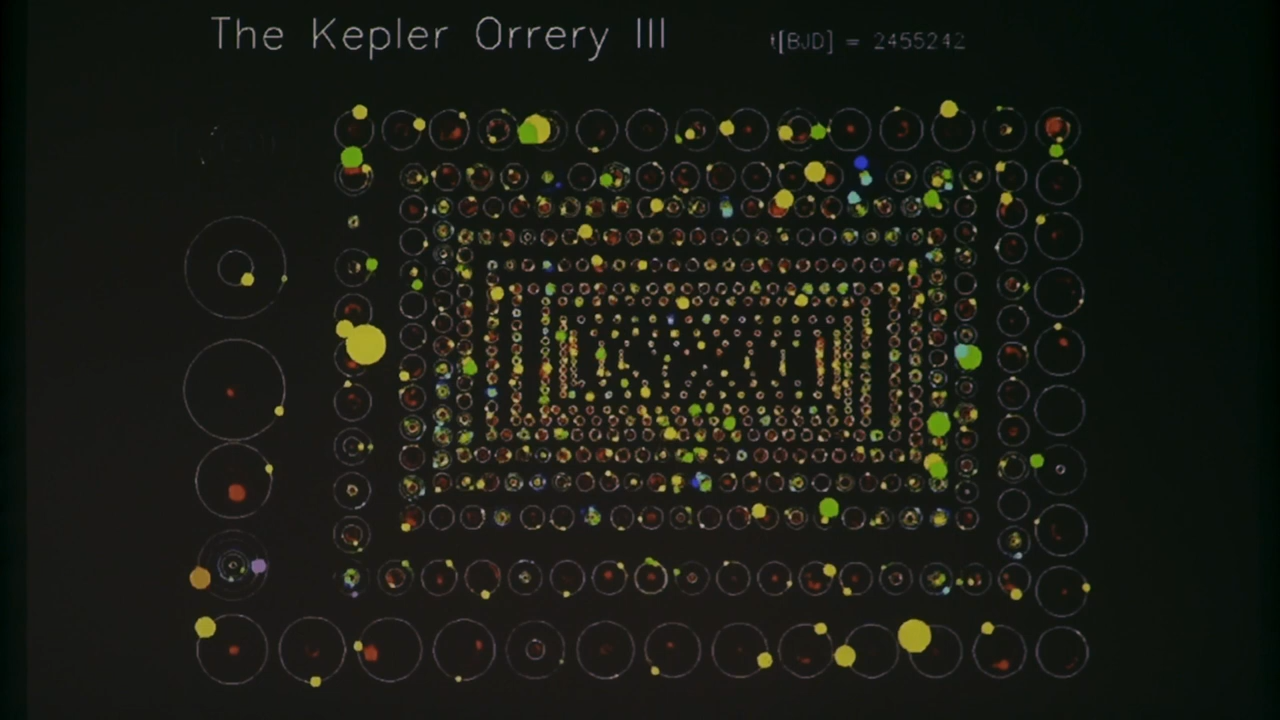 The Kepler Orrery III
t[BJD] = 2455242